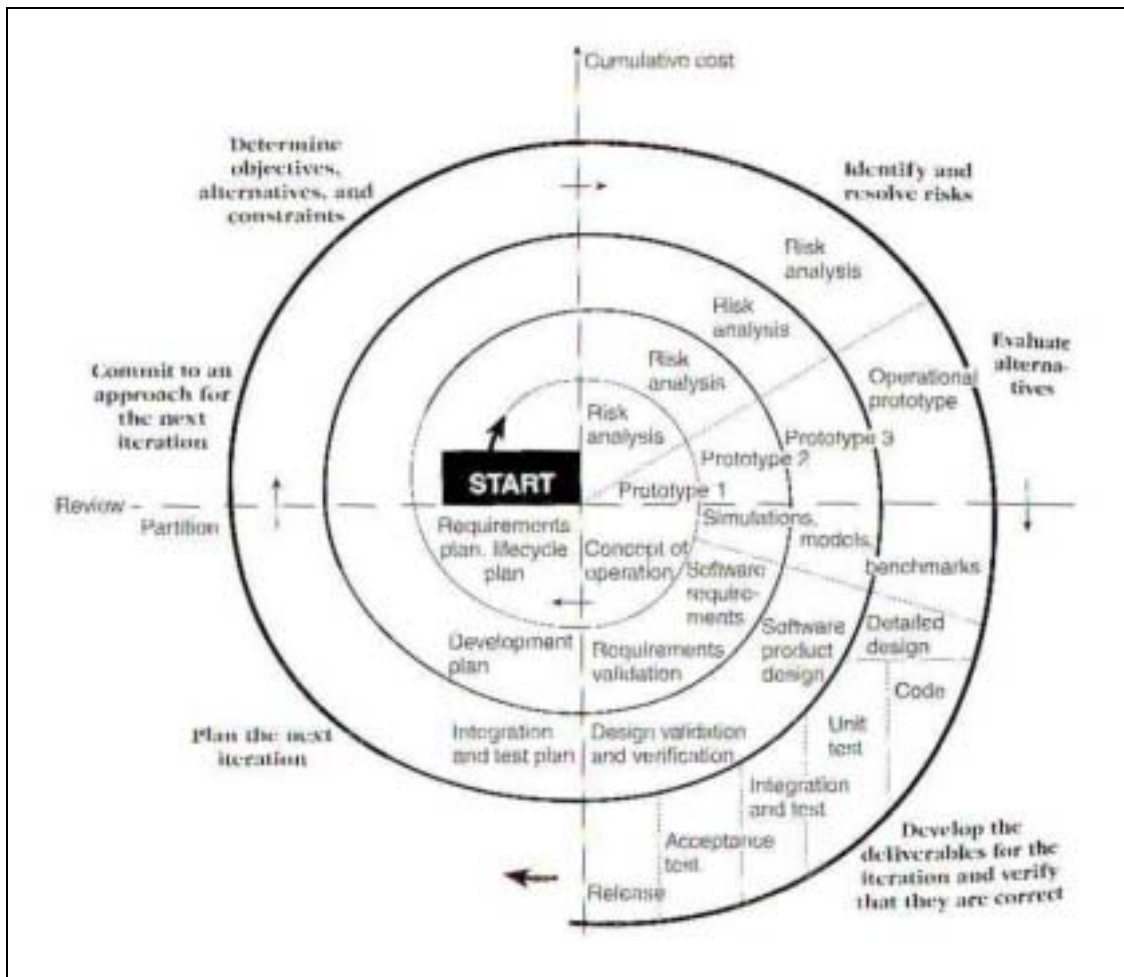 Cumulative cost
Determine
objectives,
alternatives, and
constraints
Identify and
resolve risks
Risk
analysis
Risk
analysis
Risk
analysis
Risk
analysis
Evaluate
alterna-
tives
Commit to an
approach for
the next
iteration
Operational
prototype
Prototype 3
Prototype 2
Prototype 1
START
Review
Partition
Simulations,
models,
benchmarks
Requirements
plan, lifecycle
plan
Concept of
operation
Software
require-
ments
Development
plan
Requirements
validation
Software
product
design
Detailed
design
Code
Unit
test
Plan the next
iteration
Integration
and test plan
Design validation
and verification
Integration
and test
Acceptance
test
Release
Develop the
deliverables for the
iteration and verify
that they are correct